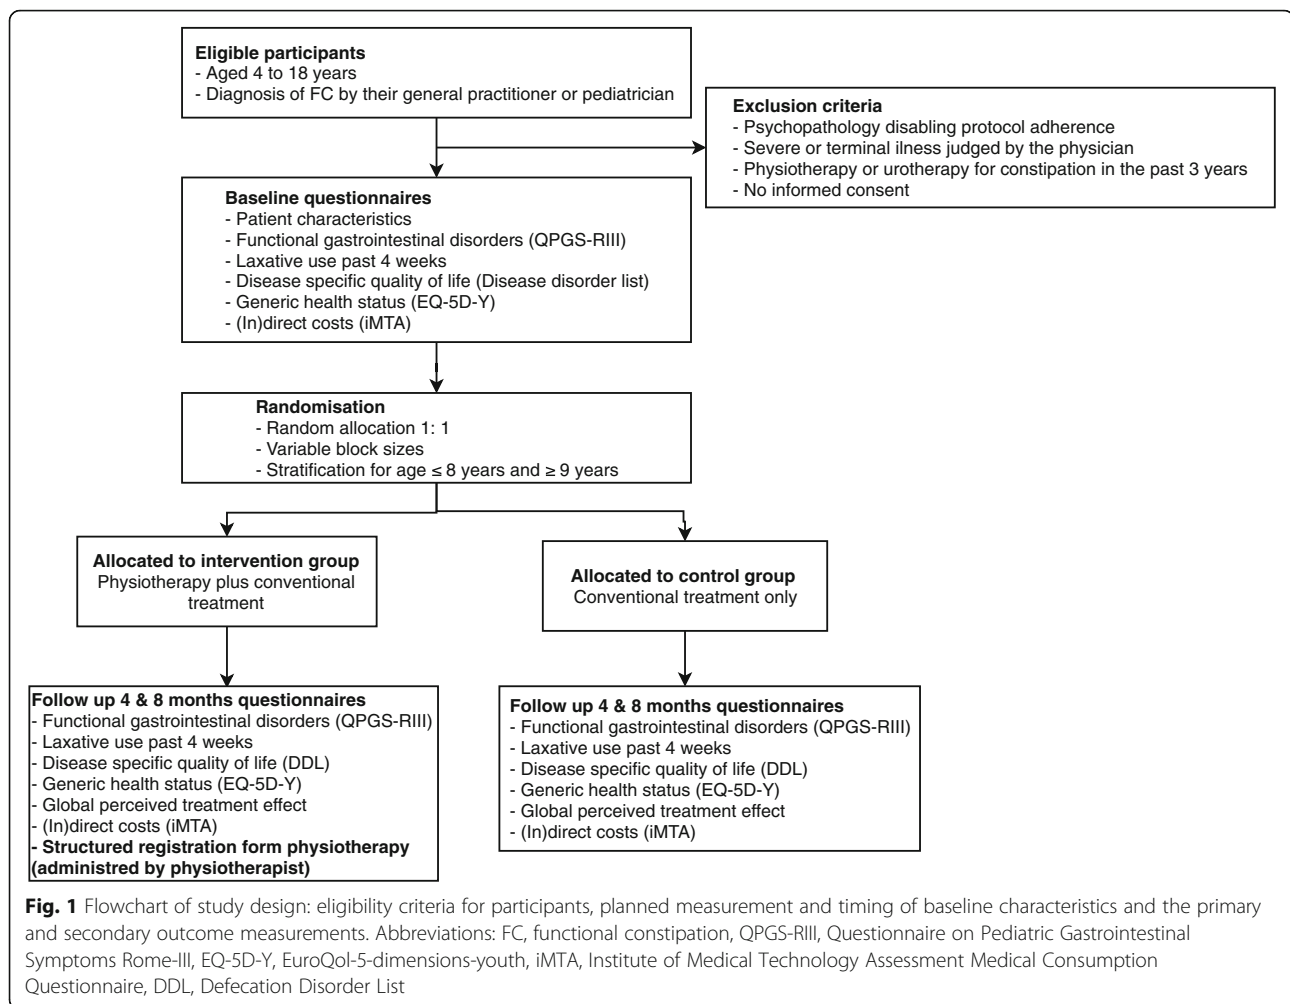 Eligible participants
- Aged 4 to 18 years
- Diagnosis of FC by their general practitioner or pediatrician
Exclusion criteria
- Psychopathology disabling protocol adherence
- Severe or terminal ilness judged by the physician
- Physiotherapy or urotherapy for constipation in the past 3 years
- No informed consent
Baseline questionnaires
- Patient characteristics
- Functional gastrointestinal disorders (QPGS-RIII)
- Laxative use past 4 weeks
- Disease specific quality of life (Disease disorder list)
- Generic health status (EQ-5D-Y)
- (In)direct costs (iMTA)
Randomisation
- Random allocation 1: 1
- Variable block sizes
- Stratification for age ≤ 8 years and ≥ 9 years
Allocated to intervention group
Physiotherapy plus conventional
treatment
Allocated to control group
Conventional treatment only
Follow up 4 & 8 months questionnaires
- Functional gastrointestinal disorders (QPGS-RIII)
- Laxative use past 4 weeks
- Disease specific quality of life (DDL)
- Generic health status (EQ-5D-Y)
- Global perceived treatment effect
- (In)direct costs (iMTA)
- Structured registration form physiotherapy
(administred by physiotherapist)
Follow up 4 & 8 months questionnaires
- Functional gastrointestinal disorders (QPGS-RIII)
- Laxative use past 4 weeks
- Disease specific quality of life (DDL)
- Generic health status (EQ-5D-Y)
- Global perceived treatment effect
- (In)direct costs (iMTA)
Fig. 1 Flowchart of study design: eligibility criteria for participants, planned measurement and timing of baseline characteristics and the primary
and secondary outcome measurements. Abbreviations: FC, functional constipation, QPGS-RIII, Questionnaire on Pediatric Gastrointestinal
Symptoms Rome-III, EQ-5D-Y, EuroQol-5-dimensions-youth, iMTA, Institute of Medical Technology Assessment Medical Consumption
Questionnaire, DDL, Defecation Disorder List